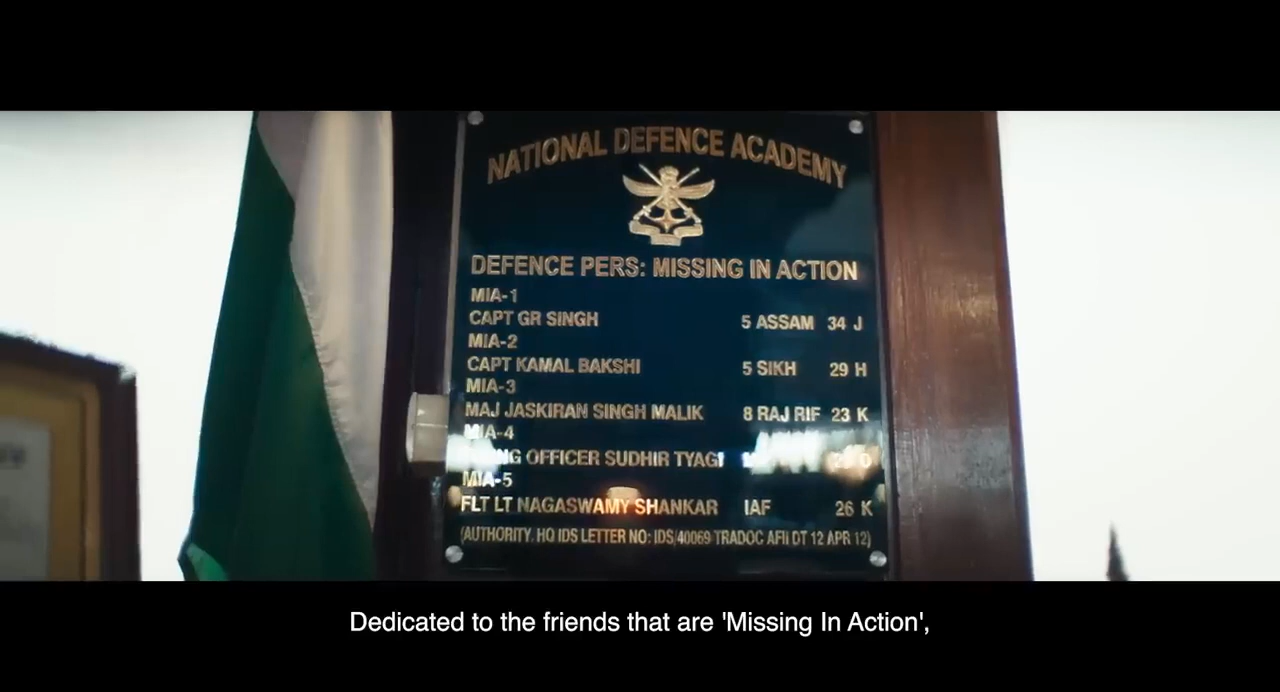 NATIONAL DEFENCE ACADEMY
DEFENCE PERS: MISSING IN ACTION
MIA-1
CAPT GR SINGH 5 ASSAM 34 J
MIA-2
CAPT KAMAL BAKSHI 5 SIKH 29 H
MIA-3
MAJ JASKIRAN SINGH MALIK 8 RAJ RIF 23 K
MIA-4
OFFICER SUDHIR TYAGI
MIA-5
FLT LT NAGASWAMY SHANKAR IAF 26 K
(AUTHORITY. HQ IDS LETTER NO: IDS/40069 TRADOC AFII DT 12 APR 12)
Dedicated to the friends that are 'Missing In Action',